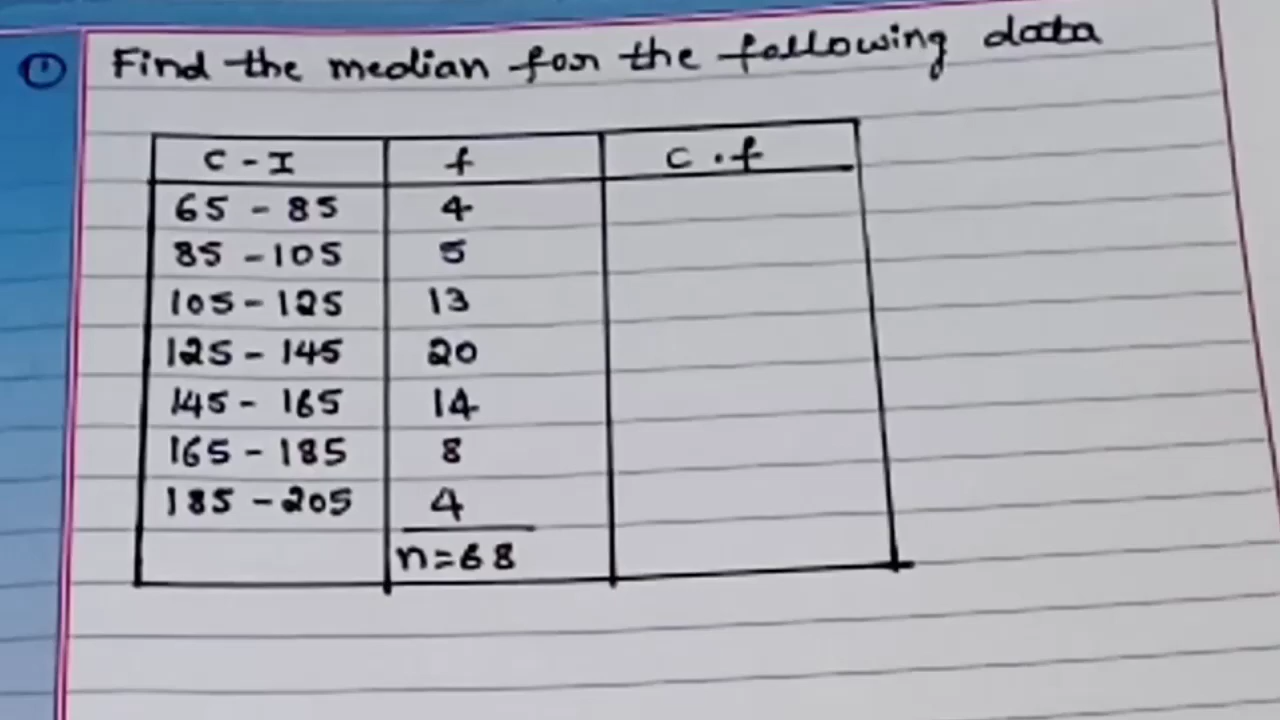 ① Find the median for the following data
C - I f C.f
65 - 85 4
85 - 105 5
105 - 125 13
125 - 145 20
145 - 165 14
165 - 185 8
185 - 205 4
n=68